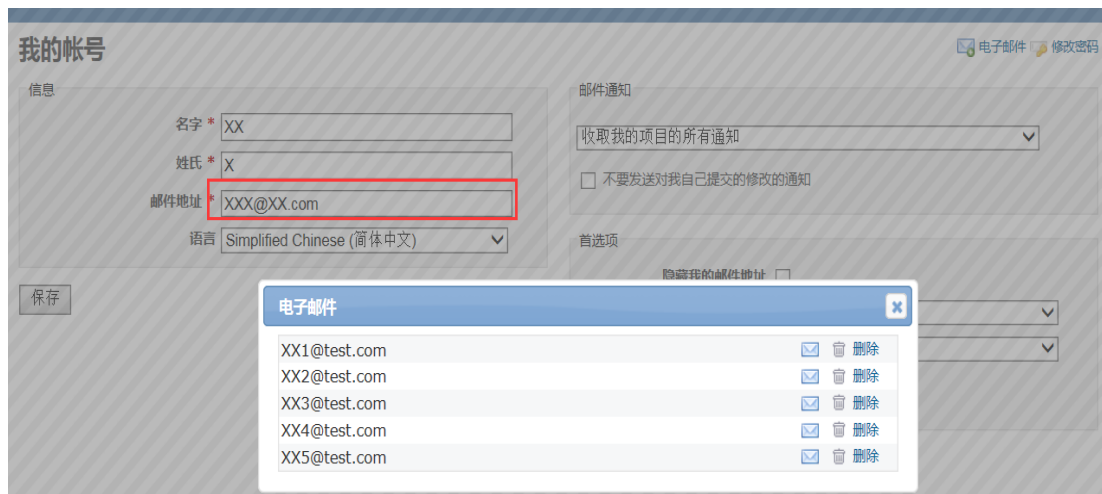 我的帐号
电子邮件 修改密码
信息
名字 * XX
姓氏 * X
邮件地址 * XXX@XX.com
语言 Simplified Chinese (简体中文)
保存
邮件通知
收取我的项目的所有通知
不要发送对我自己提交的修改的通知
首选项
隐藏我的邮件地址
电子邮件
XX1@test.com 删除
XX2@test.com 删除
XX3@test.com 删除
XX4@test.com 删除
XX5@test.com 删除